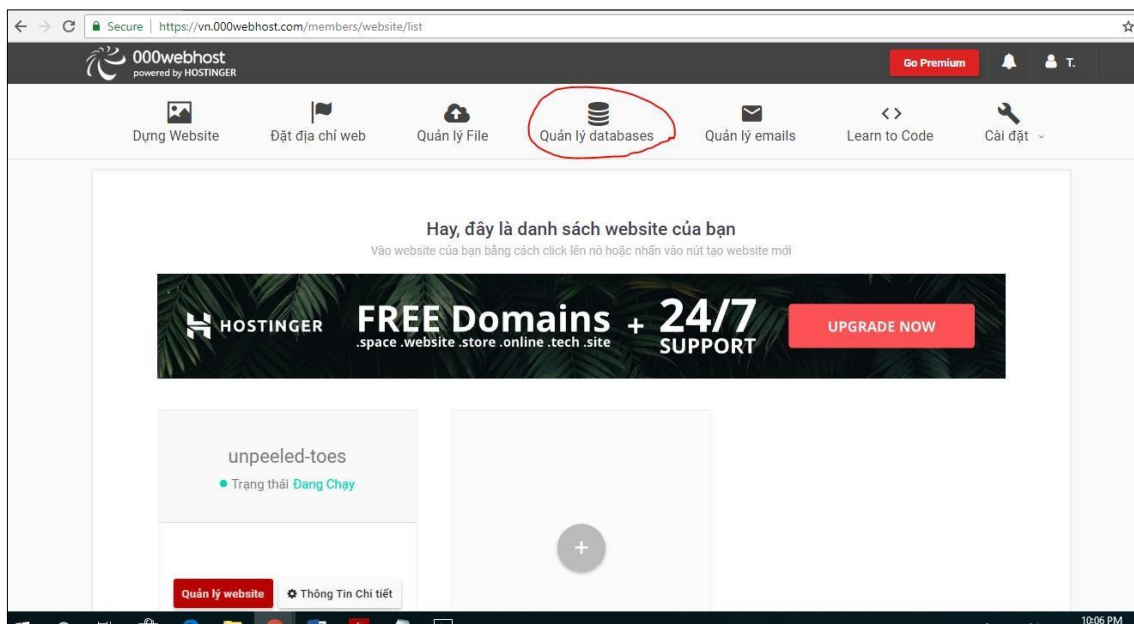 Secure | https://vn.000webhost.com/members/website/list
000webhost
powered by HOSTINGER
Go Premium
T.
Dựng Website
Đặt địa chỉ web
Quản lý File
Quản lý databases
Quản lý emails
Learn to Code
Cài đặt
Hay, đây là danh sách website của bạn
Vào website của bạn bằng cách click lên nó hoặc nhấn vào nút tạo website mới
HOSTINGER
FREE Domains + 24/7
.space .website .store .online .tech .site
SUPPORT
UPGRADE NOW
unpeeled-toes
Trạng thái Đang Chạy
Quản lý website
Thông Tin Chi tiết
10:06 PM